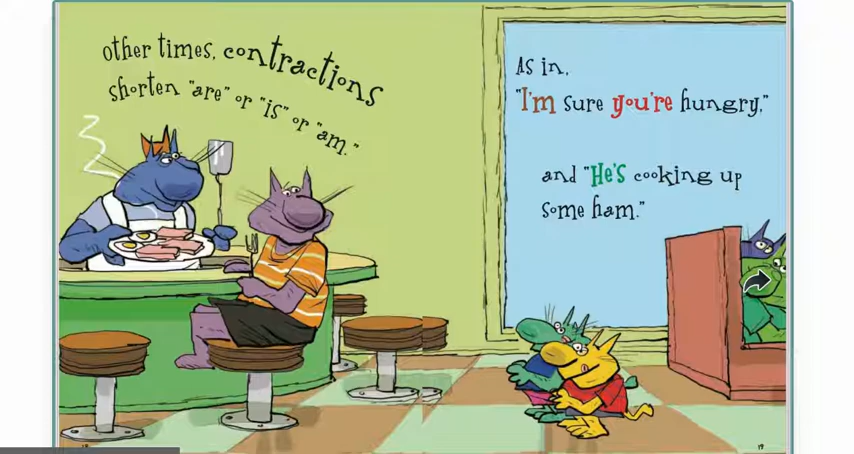 other times, contractions
shorten "are" or "is" or "am."
As in,
"I'm sure you're hungry,"
and "He's cooking up
some ham."
19